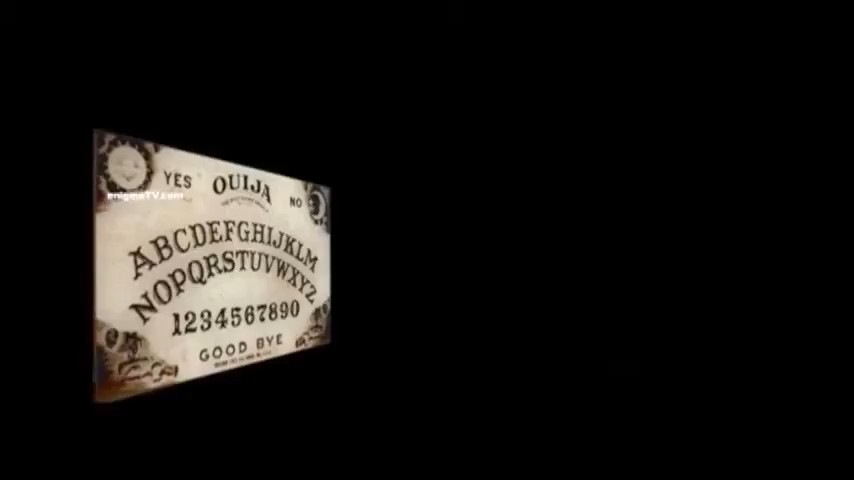 YES OUIJA NO
enigmaTV.com
ABCDEFGHIJKLM
NOPQRSTUVWXYZ
1234567890
GOOD BYE